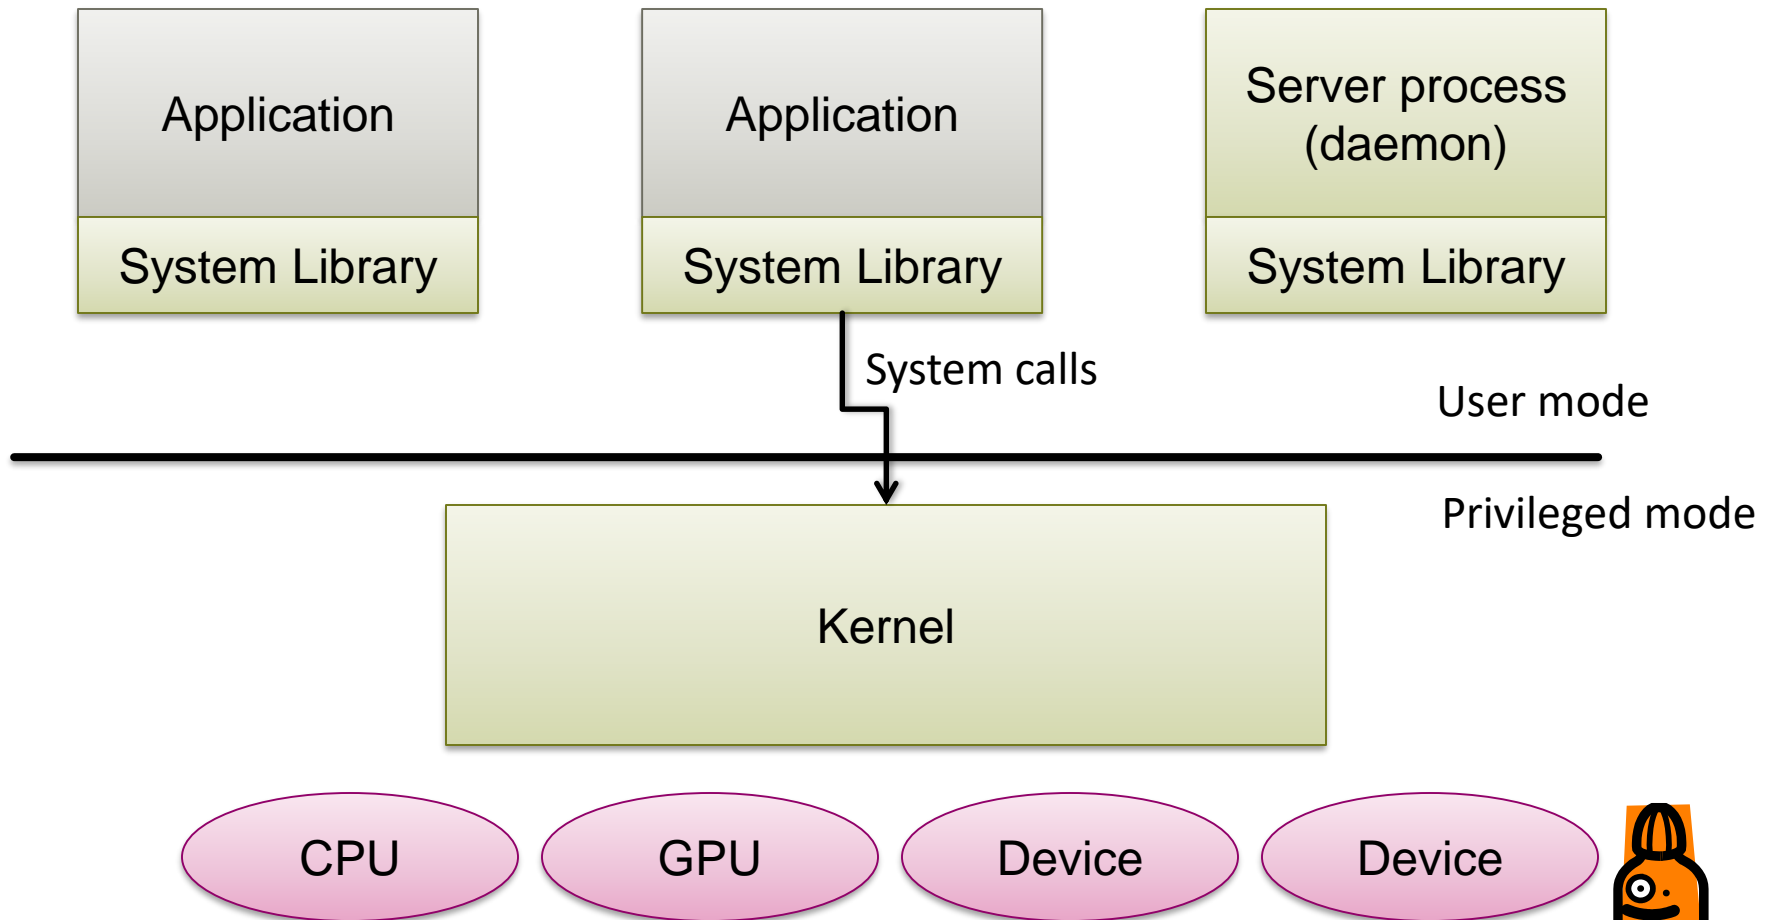 Application
Application
Server process
(daemon)
System Library
System Library
System Library
System calls
User mode
Privileged mode
Kernel
CPU
GPU
Device
Device